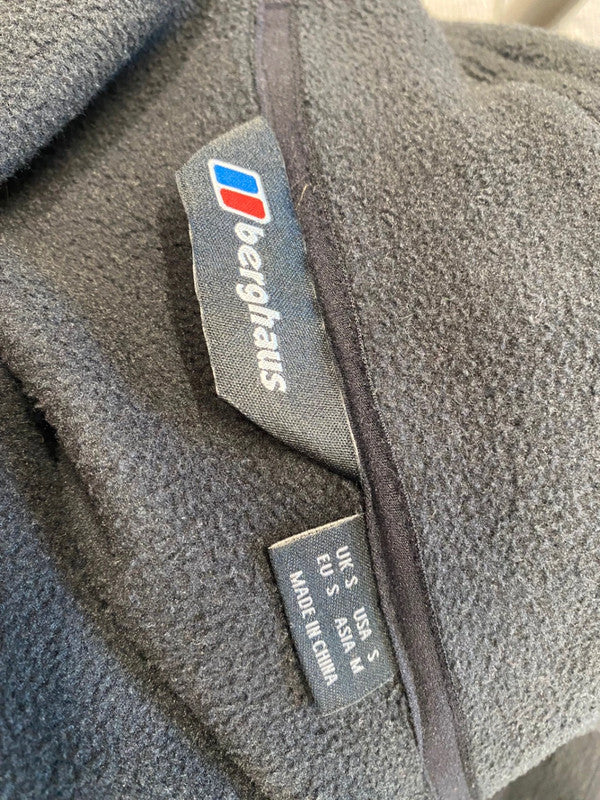 berghaus
UK S USA S
EU S ASIA M
MADE IN CHINA